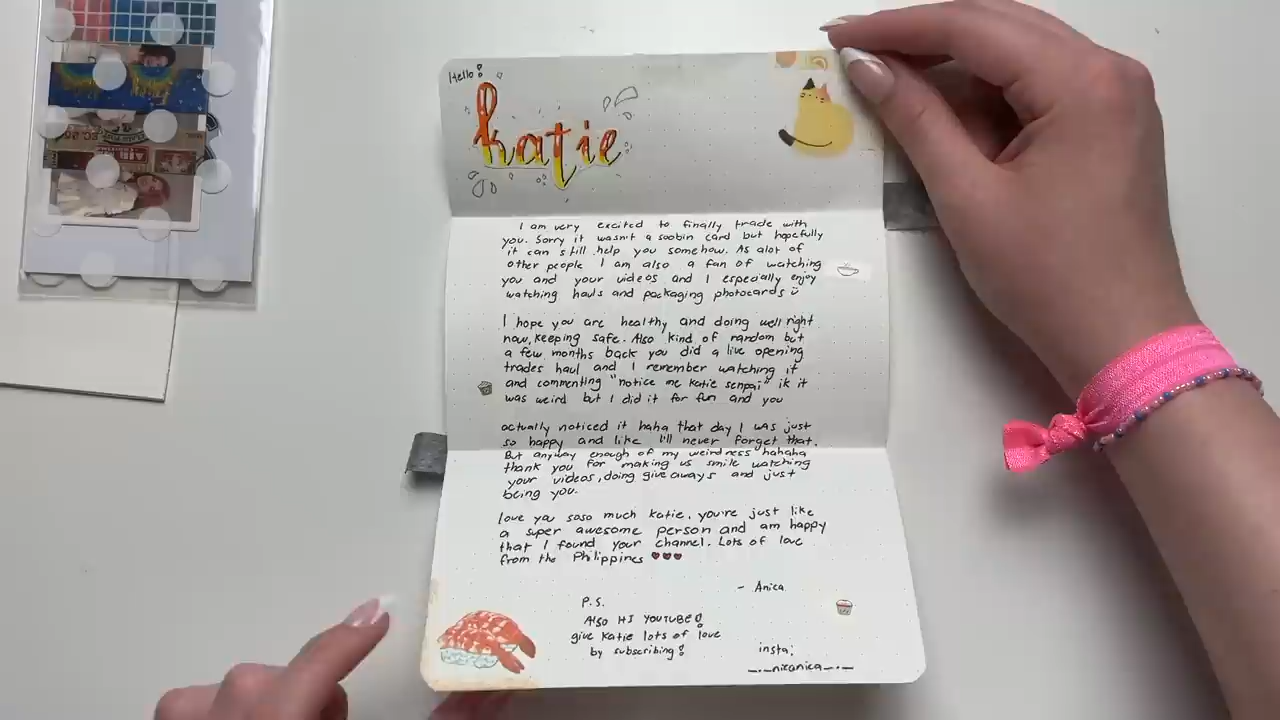 Hello!
katie
I am very excited to finally trade with
you. Sorry it wasn't a soobin card but hopefully
it can still help you somehow. As alot of
other people I am also a fan of watching
you and your videos and I especially enjoy
watching hauls and packaging photocards ü
I hope you are healthy and doing well right
now, keeping safe. Also kind of random but
a few months back you did a live opening
trades haul and I remember watching it
and commenting "notice me Katie senpai" ik it
was weird but I did it for fun and you
actually noticed it haha that day I was just
so happy and like I'll never forget that.
But anyway enough of my weirdness hahaha
thank you for making us smile watching
your videos, doing give aways and just
being you.
love you soso much Katie, you're just like
a super awesome person and am happy
that I found your channel. Lots of love
from the Philippines ♥♥♥
- Anica
P.S.
Also HI YOUTUBE!
give Katie lots of love
by subscribing!
insta:
_._nicanica_._